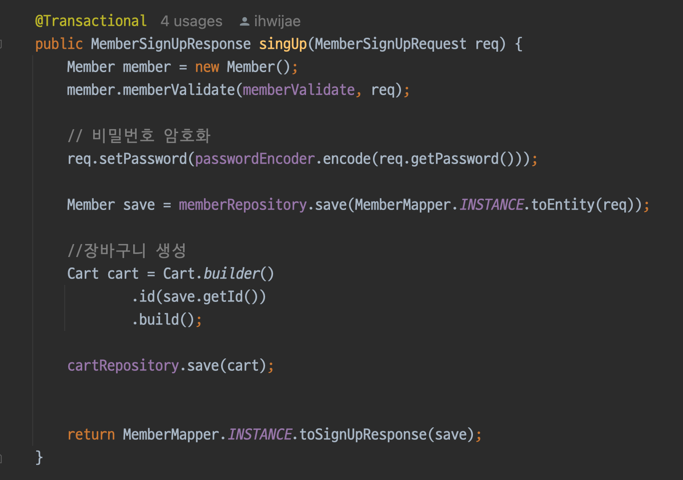 @Transactional 4 usages ihwijae
public MemberSignUpResponse singUp(MemberSignUpRequest req) {
Member member = new Member();
member.memberValidate(memberValidate, req);
// 비밀번호 암호화
req.setPassword(passwordEncoder.encode(req.getPassword()));
Member save = memberRepository.save(MemberMapper.INSTANCE.toEntity(req));
//장바구니 생성
Cart cart = Cart.builder()
.id(save.getId())
.build();
cartRepository.save(cart);
return MemberMapper.INSTANCE.toSignUpResponse(save);
}